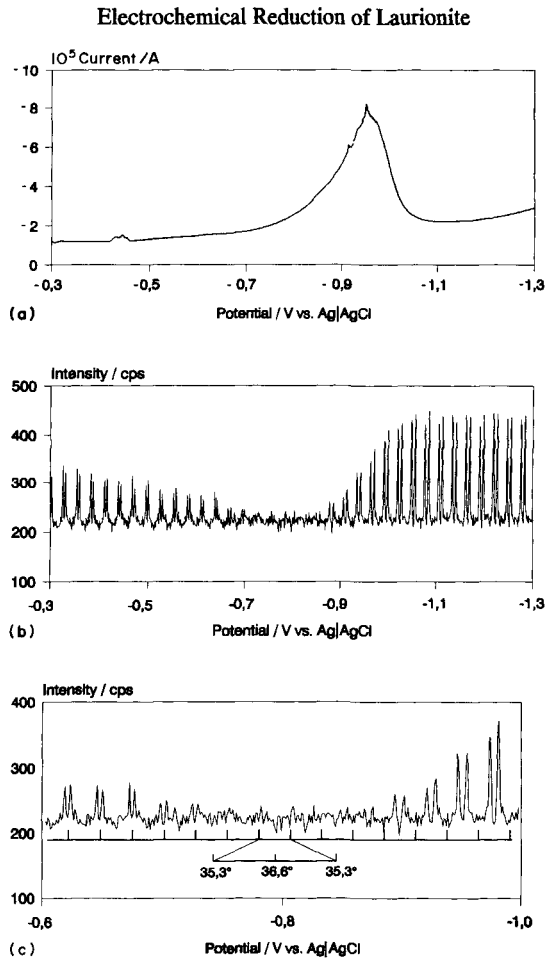 Electrochemical Reduction of Laurionite
10⁵ Current /A
- 10
- 8
- 6
- 4
- 2
0
- 0,3 - 0,5 - 0,7 - 0,9 - 1,1 - 1,3
(a) Potential / V vs. Ag|AgCl
Intensity / cps
500
400
300
200
100
-0,3 -0,5 -0,7 -0,9 -1,1 -1,3
(b) Potential / V vs. Ag|AgCl
Intensity / cps
400
300
200
35,3° 36,6° 35,3°
100
-0,6 -0,8 -1,0
(c) Potential / V vs. Ag|AgCl